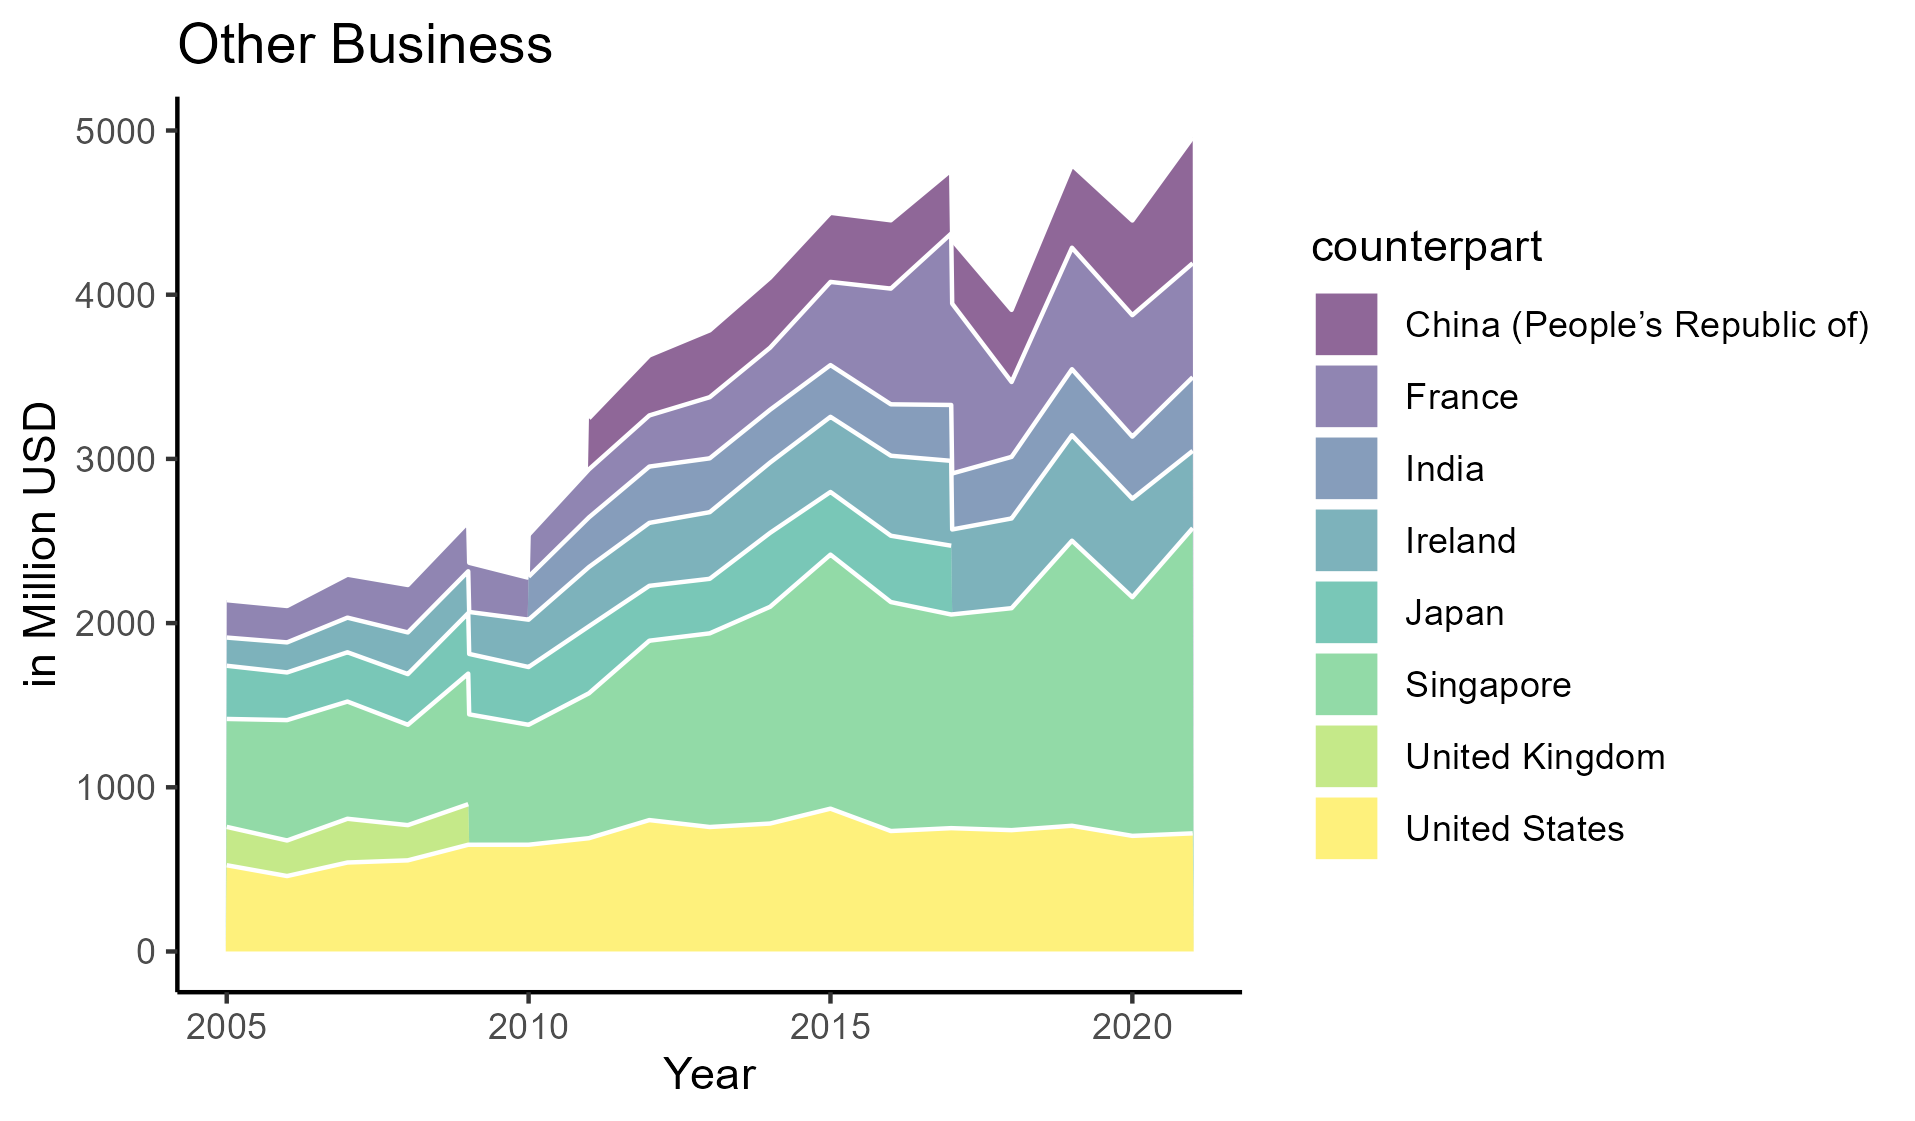 Other Business
5000
4000
3000
2000
1000
0
in Million USD
2005
2010
2015
2020
Year
counterpart
China (People’s Republic of)
France
India
Ireland
Japan
Singapore
United Kingdom
United States